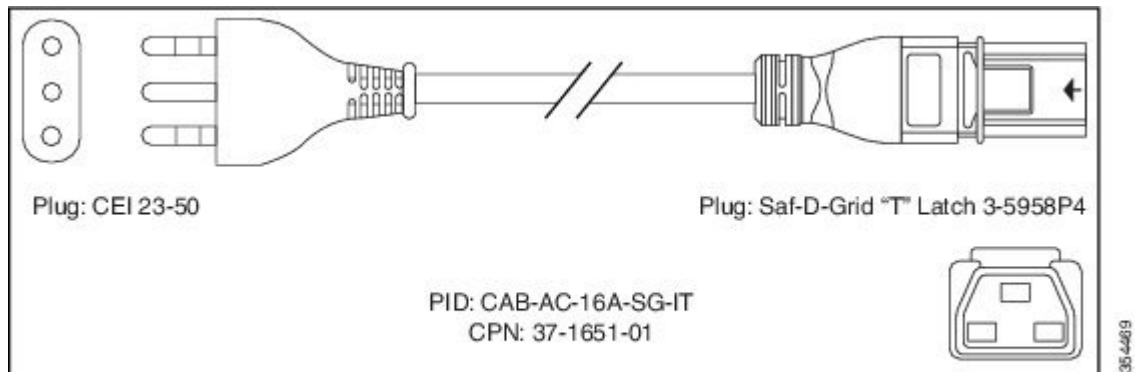 Plug: CEI 23-50
Plug: Saf-D-Grid “T” Latch 3-5958P4
PID: CAB-AC-16A-SG-IT
CPN: 37-1651-01
354469